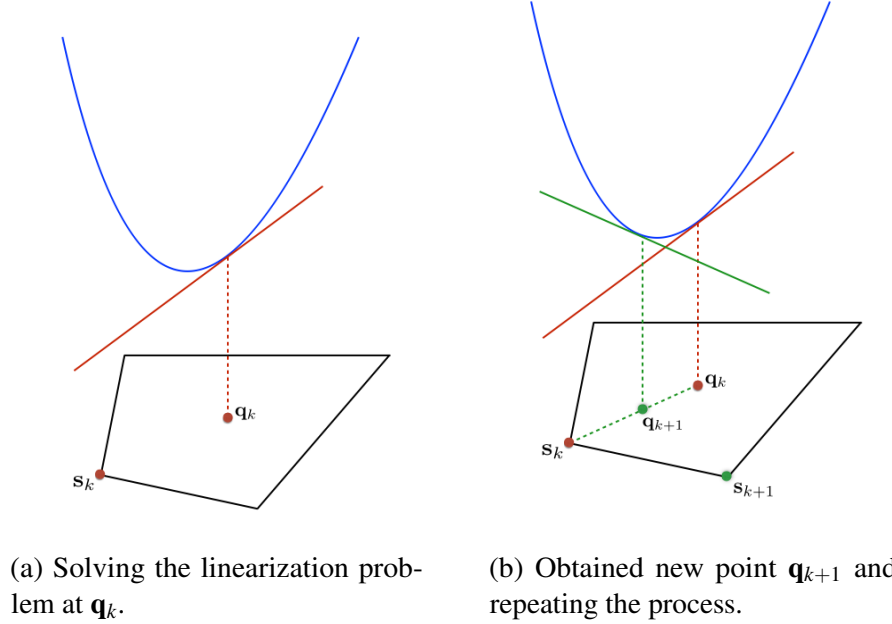 q_k
s_k
q_k
q_{k+1}
s_k
s_{k+1}
(a) Solving the linearization prob-
lem at q_k.
(b) Obtained new point q_{k+1} and
repeating the process.